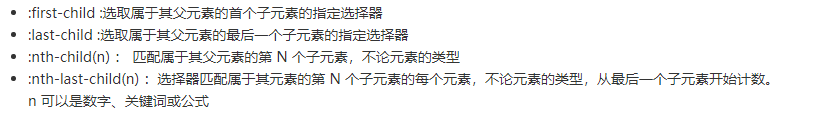 • :first-child :选取属于其父元素的首个子元素的指定选择器
• :last-child :选取属于其父元素的最后一个子元素的指定选择器
• :nth-child(n) ： 匹配属于其父元素的第 N 个子元素，不论元素的类型
• :nth-last-child(n) ：选择器匹配属于其元素的第 N 个子元素的每个元素，不论元素的类型，从最后一个子元素开始计数。
n 可以是数字、关键词或公式